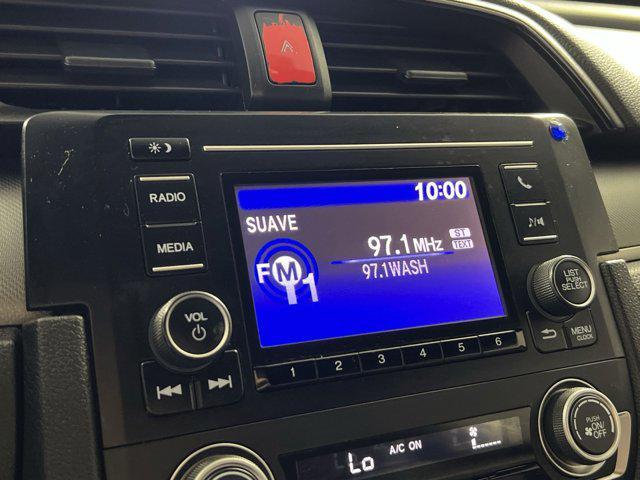 10:00
RADIO
SUAVE
97.1 MHz
ST
TEXT
MEDIA
FM1
97.1WASH
LIST
PUSH
SELECT
VOL
MENU
CLOCK
1 2 3 4 5 6
PUSH
ON/
OFF
Lo
A/C ON